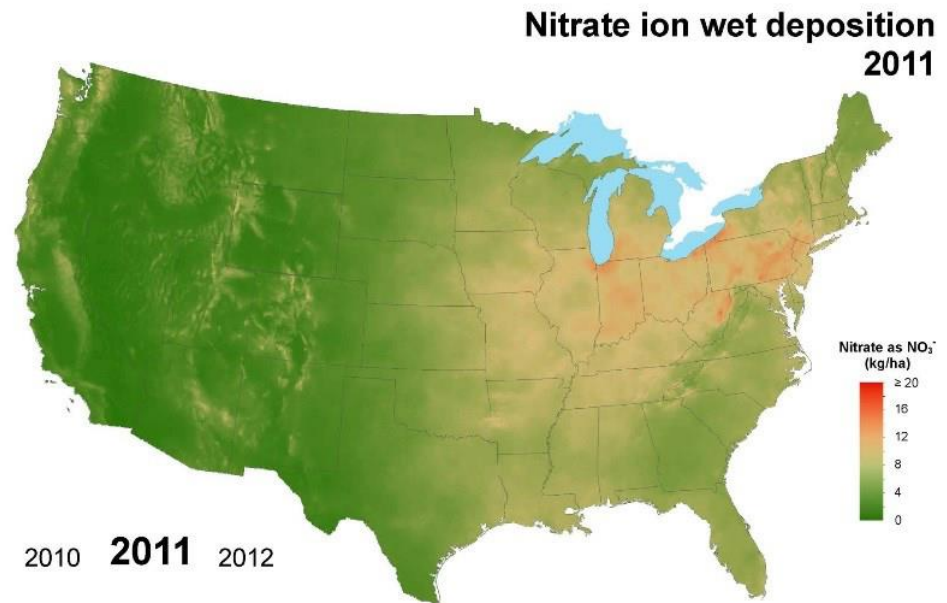 Nitrate ion wet deposition
2011
Nitrate as NO₃⁻
(kg/ha)
≥ 20
16
12
8
4
0
2010 2011 2012